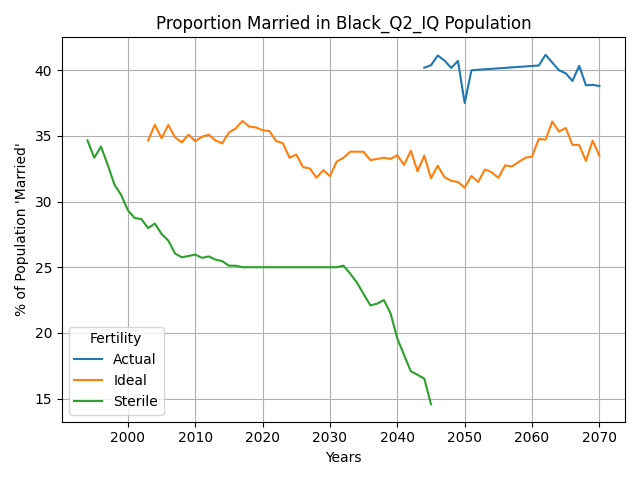 Proportion Married in Black_Q2_IQ Population
% of Population 'Married'
40
35
30
25
20
15
Fertility
Actual
Ideal
Sterile
2000 2010 2020 2030 2040 2050 2060 2070
Years